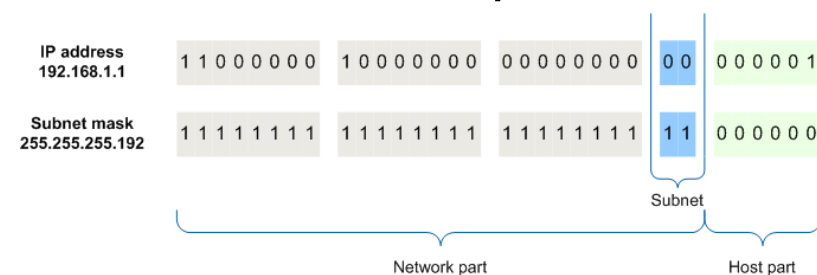 IP address
192.168.1.1
1 1 0 0 0 0 0 0 1 0 0 0 0 0 0 0 0 0 0 0 0 0 0 0 0 0 0 0 0 0 0 1
Subnet mask
255.255.255.192
1 1 1 1 1 1 1 1 1 1 1 1 1 1 1 1 1 1 1 1 1 1 1 1 1 1 0 0 0 0 0 0
Subnet
Network part
Host part